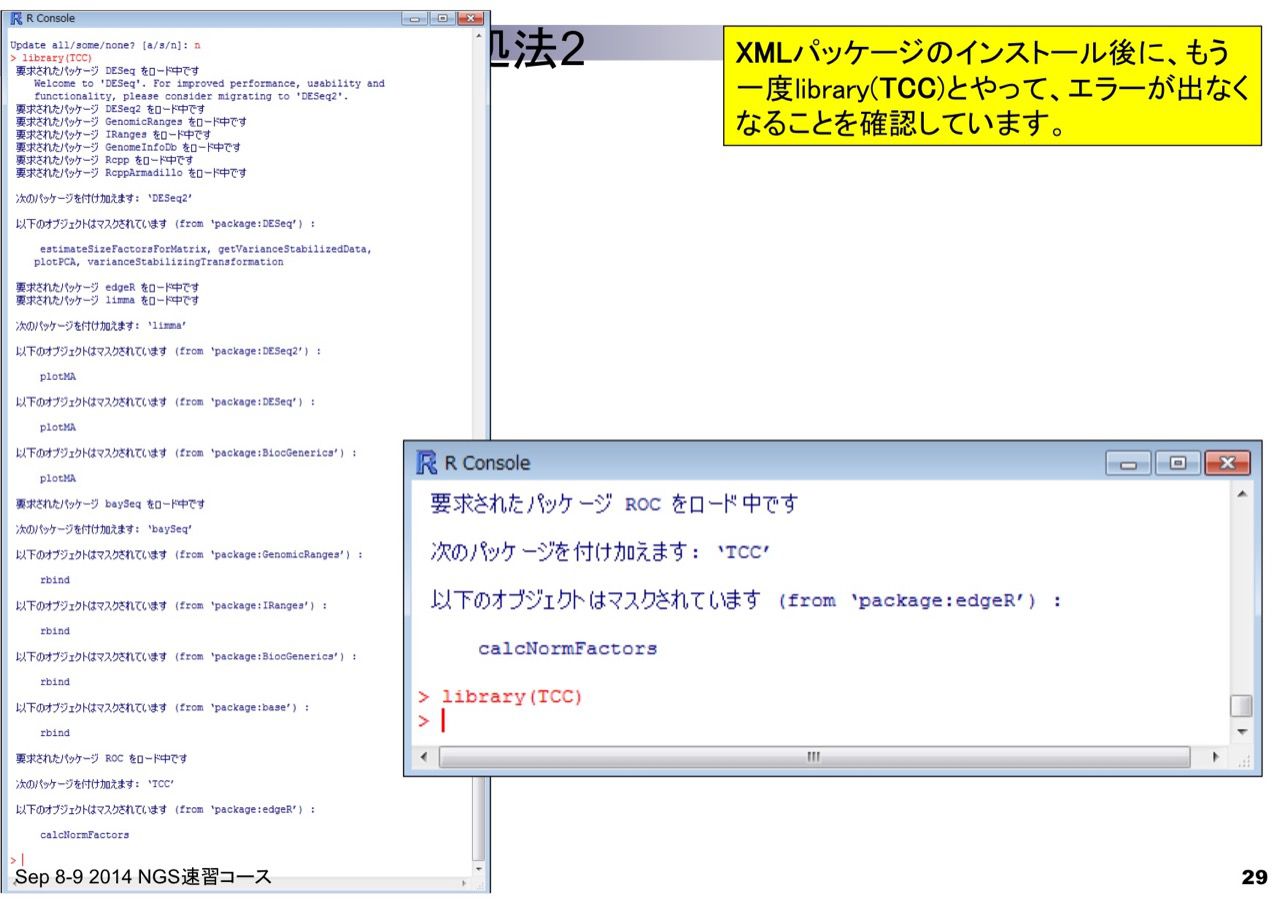 R Console
Update all/some/none? [a/s/n]: n
> library(TCC)
要求されたパッケージ DESeq をロード中です
Welcome to 'DESeq'. For improved performance, usability and
functionality, please consider migrating to 'DESeq2'.
要求されたパッケージ DESeq2 をロード中です
要求されたパッケージ GenomicRanges をロード中です
要求されたパッケージ IRanges をロード中です
要求されたパッケージ GenomeInfoDb をロード中です
要求されたパッケージ Rcpp をロード中です
要求されたパッケージ RcppArmadillo をロード中です
次のパッケージを付け加えます: ‘DESeq2’
以下のオブジェクトはマスクされています (from ‘package:DESeq’) :
estimateSizeFactorsForMatrix, getVarianceStabilizedData,
plotPCA, varianceStabilizingTransformation
要求されたパッケージ edgeR をロード中です
要求されたパッケージ limma をロード中です
次のパッケージを付け加えます: ‘limma’
以下のオブジェクトはマスクされています (from ‘package:DESeq2’) :
plotMA
以下のオブジェクトはマスクされています (from ‘package:DESeq’) :
plotMA
以下のオブジェクトはマスクされています (from ‘package:BiocGenerics’) :
plotMA
要求されたパッケージ baySeq をロード中です
次のパッケージを付け加えます: ‘baySeq’
以下のオブジェクトはマスクされています (from ‘package:GenomicRanges’) :
rbind
以下のオブジェクトはマスクされています (from ‘package:IRanges’) :
rbind
以下のオブジェクトはマスクされています (from ‘package:BiocGenerics’) :
rbind
以下のオブジェクトはマスクされています (from ‘package:base’) :
rbind
要求されたパッケージ ROC をロード中です
次のパッケージを付け加えます: ‘TCC’
以下のオブジェクトはマスクされています (from ‘package:edgeR’) :
calcNormFactors
>
法2
XMLパッケージのインストール後に、もう
一度library(TCC)とやって、エラーが出なく
なることを確認しています。
R Console
要求されたパッケージ ROC をロード中です
次のパッケージを付け加えます: ‘TCC’
以下のオブジェクトはマスクされています (from ‘package:edgeR’) :
calcNormFactors
> library(TCC)
>
Sep 8-9 2014 NGS速習コース
29